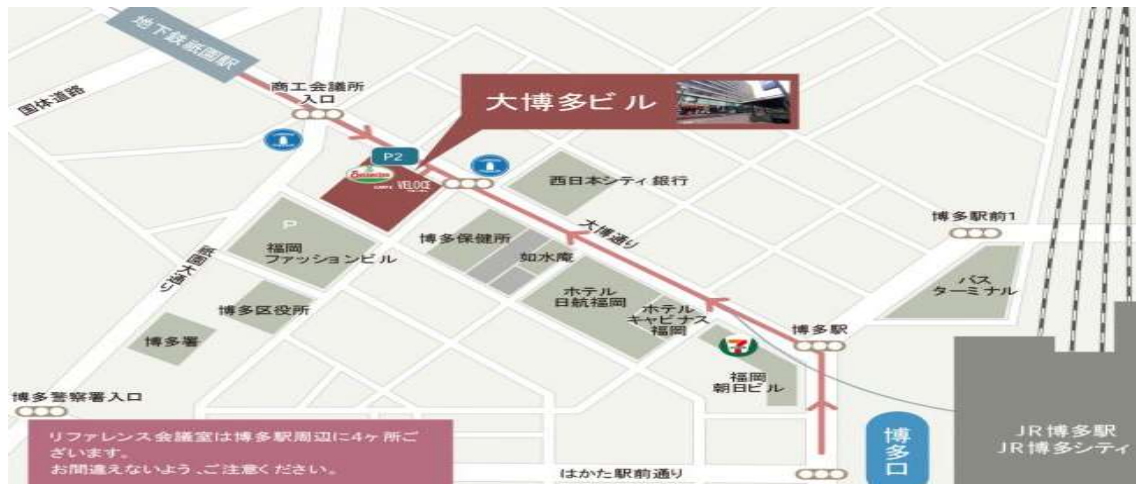 地下鉄祇園駅
国体道路
商工会議所
入口
大博多ビル
P2
CAFFE VELOCE
西日本シティ銀行
大博通り
博多駅前1
P
福岡
ファッションビル
博多保健所
如水庵
祇園大通り
ホテル
日航福岡
ホテル
キャビナス
福岡
バス
ターミナル
博多区役所
博多署
博多駅
7
福岡
朝日ビル
博多警察署入口
博多口
JR博多駅
JR博多シティ
リファレンス会議室は博多駅周辺に4ヶ所ご
ざいます。
お間違えないよう、ご注意ください。
はかた駅前通り